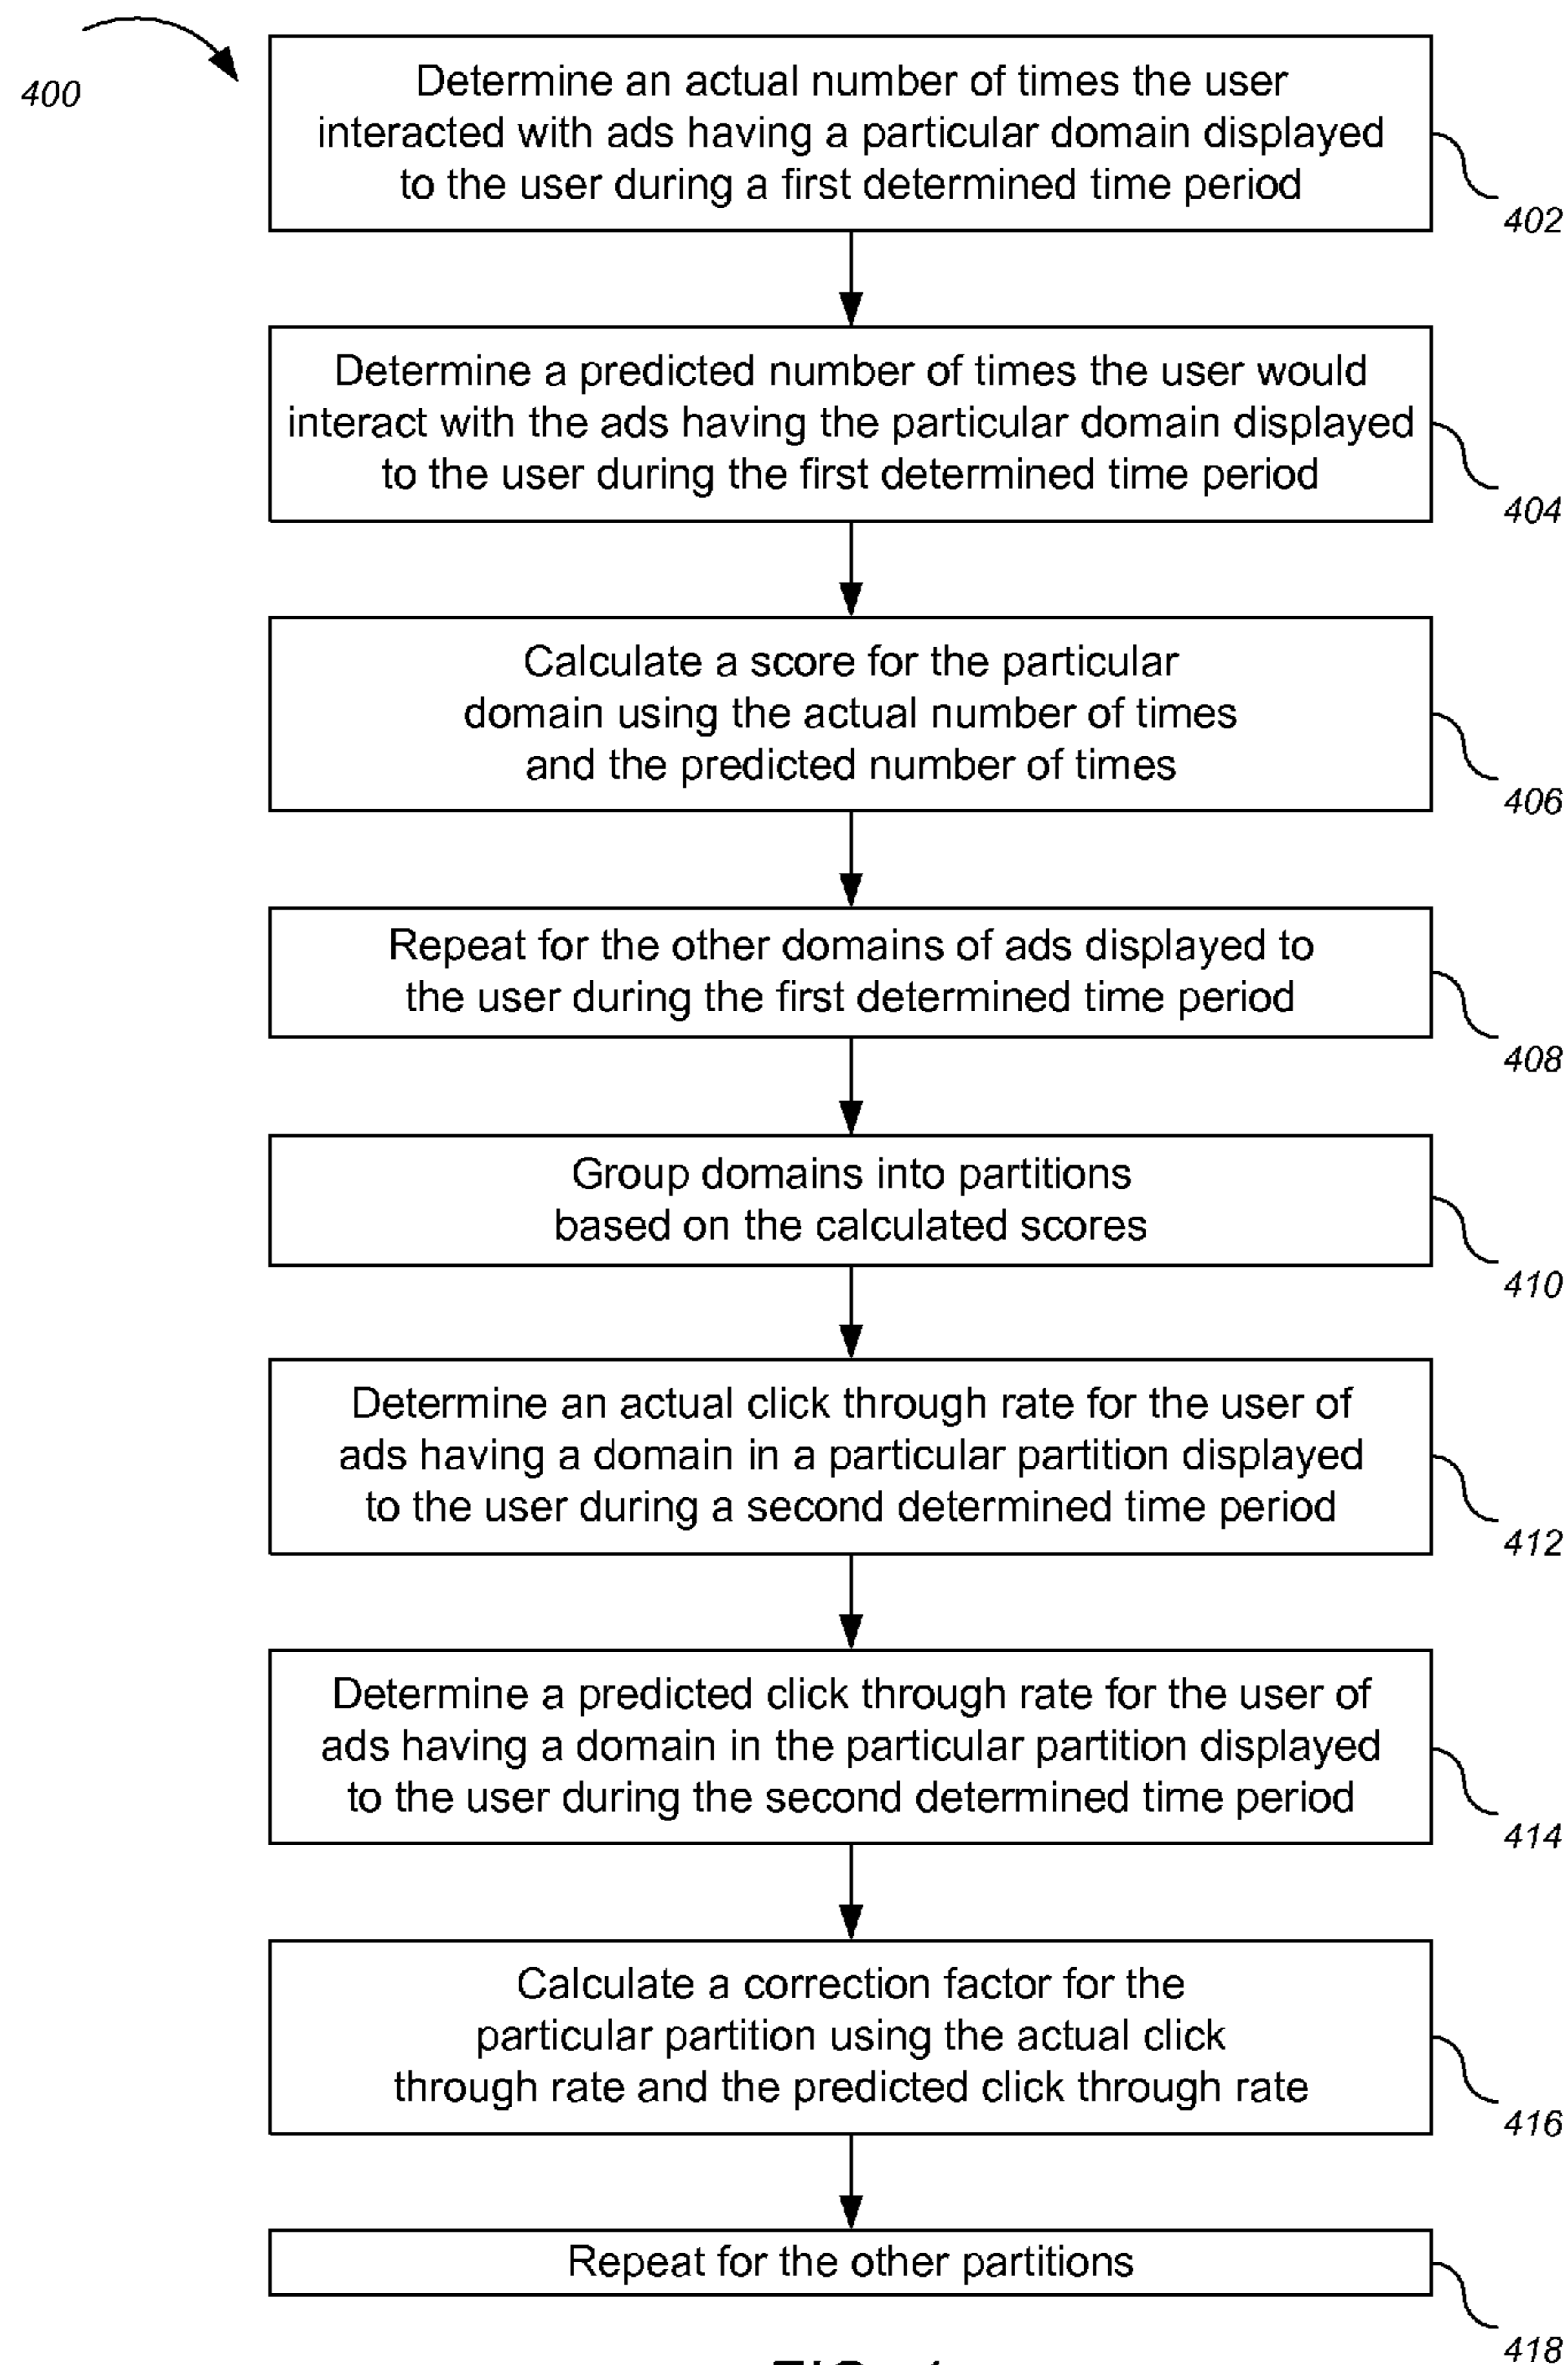 400
Determine an actual number of times the user
interacted with ads having a particular domain displayed
to the user during a first determined time period
402
Determine a predicted number of times the user would
interact with the ads having the particular domain displayed
to the user during the first determined time period
404
Calculate a score for the particular
domain using the actual number of times
and the predicted number of times
406
Repeat for the other domains of ads displayed to
the user during the first determined time period
408
Group domains into partitions
based on the calculated scores
410
Determine an actual click through rate for the user of
ads having a domain in a particular partition displayed
to the user during a second determined time period
412
Determine a predicted click through rate for the user of
ads having a domain in the particular partition displayed
to the user during the second determined time period
414
Calculate a correction factor for the
particular partition using the actual click
through rate and the predicted click through rate
416
Repeat for the other partitions
418